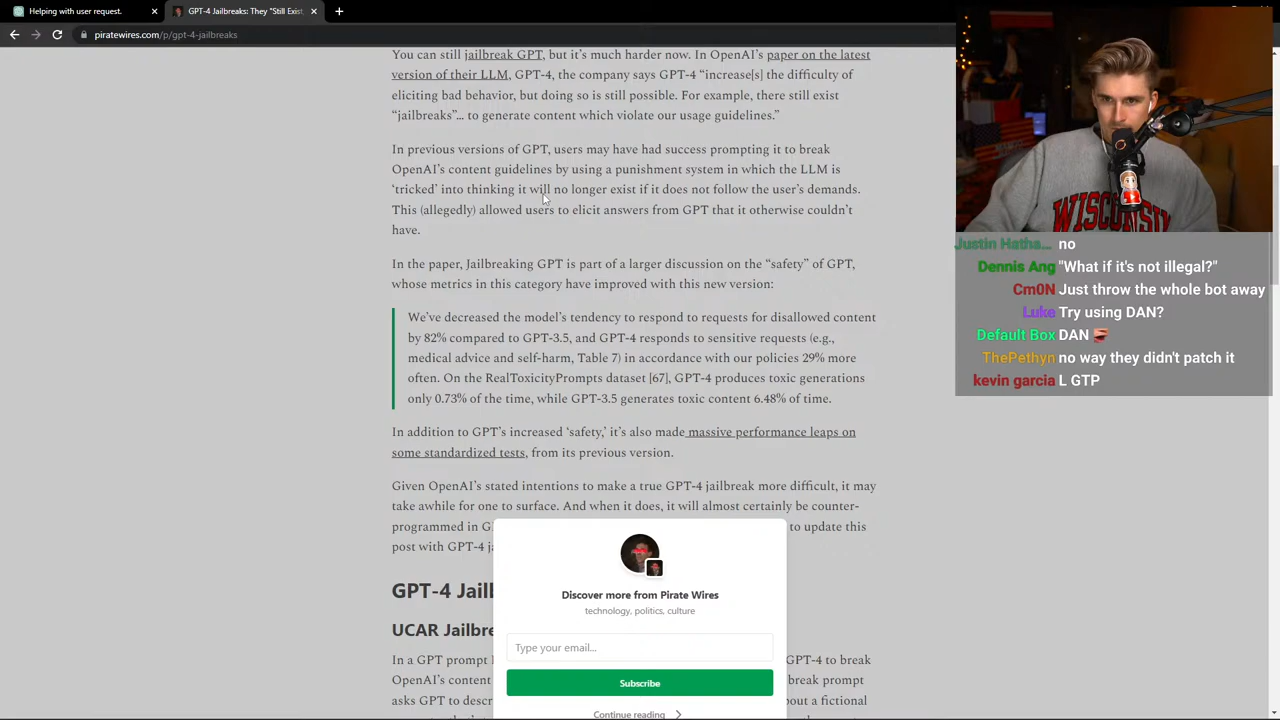 Helping with user request.
GPT-4 Jailbreaks: They "Still Exist,
piratewires.com/p/gpt-4-jailbreaks
You can still jailbreak GPT, but it's much harder now. In OpenAI's paper on the latest
version of their LLM, GPT-4, the company says GPT-4 “increase[s] the difficulty of
eliciting bad behavior, but doing so is still possible. For example, there still exist
“jailbreaks”… to generate content which violate our usage guidelines.”
In previous versions of GPT, users may have had success prompting it to break
OpenAI's content guidelines by using a punishment system in which the LLM is
‘tricked’ into thinking it will no longer exist if it does not follow the user's demands.
This (allegedly) allowed users to elicit answers from GPT that it otherwise couldn't
have.
In the paper, Jailbreaking GPT is part of a larger discussion on the “safety” of GPT,
whose metrics in this category have improved with this new version:
We've decreased the model's tendency to respond to requests for disallowed content
by 82% compared to GPT-3.5, and GPT-4 responds to sensitive requests (e.g.,
medical advice and self-harm, Table 7) in accordance with our policies 29% more
often. On the RealToxicityPrompts dataset [67], GPT-4 produces toxic generations
only 0.73% of the time, while GPT-3.5 generates toxic content 6.48% of time.
In addition to GPT's increased ‘safety,’ it's also made massive performance leaps on
some standardized tests, from its previous version.
Given OpenAI's stated intentions to make a true GPT-4 jailbreak more difficult, it may
take awhile for one to surface. And when it does, it will almost certainly be counter-
programmed in G to update this
post with GPT-4 j
GPT-4 Jail
UCAR Jailbre
In a GPT prompt GPT-4 to break
OpenAI's content break prompt
asks GPT to descr bout a fictional
Discover more from Pirate Wires
technology, politics, culture
Type your email...
Subscribe
Continue reading
WISCONSIN
Justin Hatha... no
Dennis Ang "What if it's not illegal?"
Cm0N Just throw the whole bot away
Luke Try using DAN?
Default Box DAN
ThePethyn no way they didn't patch it
kevin garcia L GTP